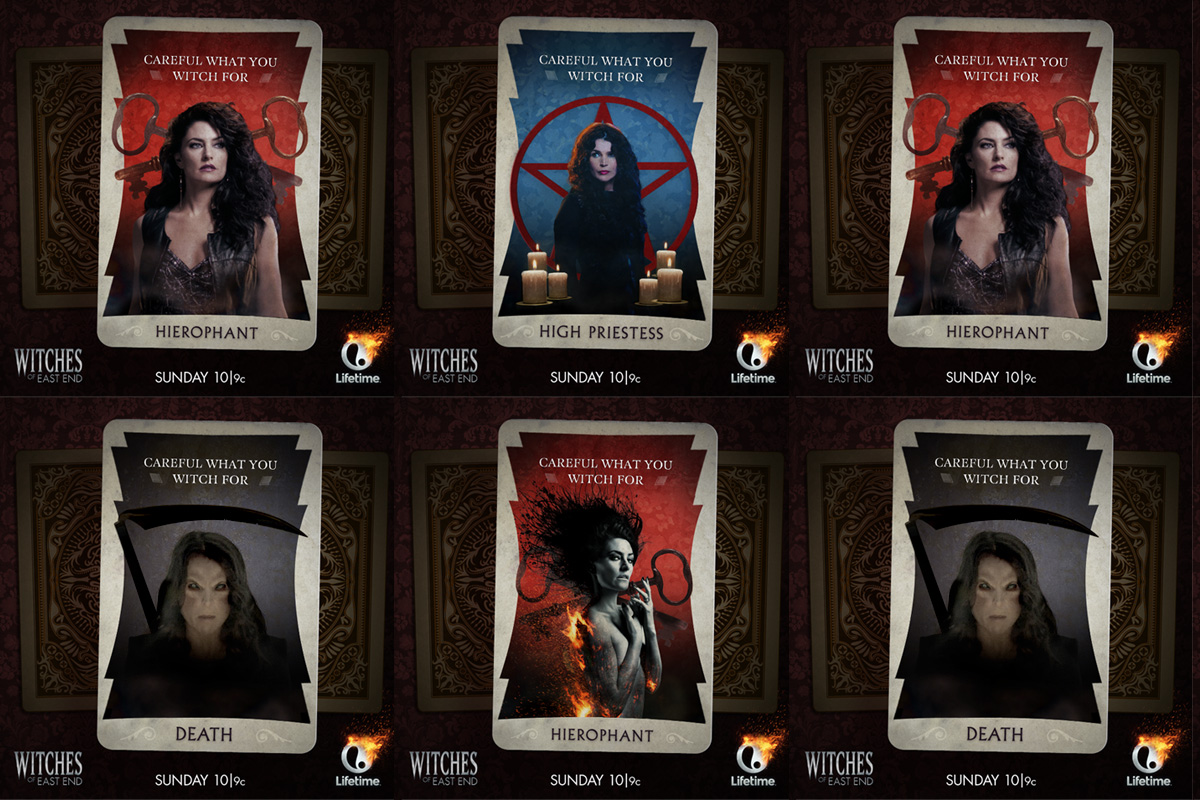 CAREFUL WHAT YOU
WITCH FOR
HIEROPHANT
WITCHES
OF EAST END
SUNDAY 10|9c
Lifetime
CAREFUL WHAT YOU
WITCH FOR
HIGH PRIESTESS
WITCHES
OF EAST END
SUNDAY 10|9c
Lifetime
CAREFUL WHAT YOU
WITCH FOR
HIEROPHANT
WITCHES
OF EAST END
SUNDAY 10|9c
Lifetime
CAREFUL WHAT YOU
WITCH FOR
DEATH
WITCHES
OF EAST END
SUNDAY 10|9c
Lifetime
CAREFUL WHAT YOU
WITCH FOR
HIEROPHANT
WITCHES
OF EAST END
SUNDAY 10|9c
Lifetime
CAREFUL WHAT YOU
WITCH FOR
DEATH
WITCHES
OF EAST END
SUNDAY 10|9c
Lifetime